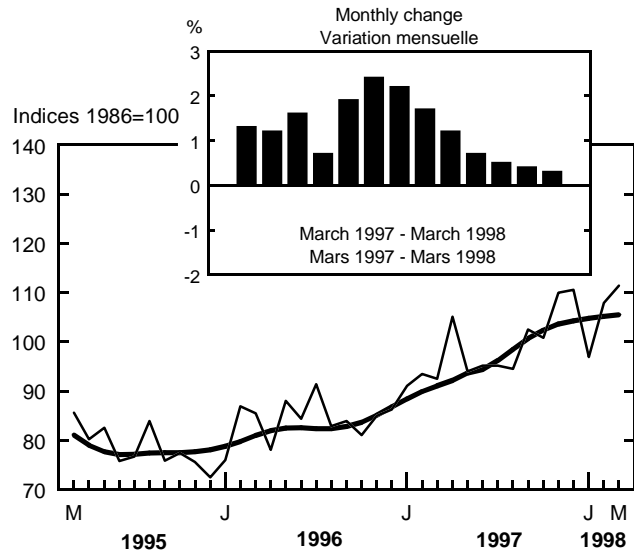 Monthly change
Variation mensuelle
%
3
2
1
0
-1
-2
March 1997 - March 1998
Mars 1997 - Mars 1998
Indices 1986=100
140
130
120
110
100
90
80
70
M J J J M
1995 1996 1997 1998